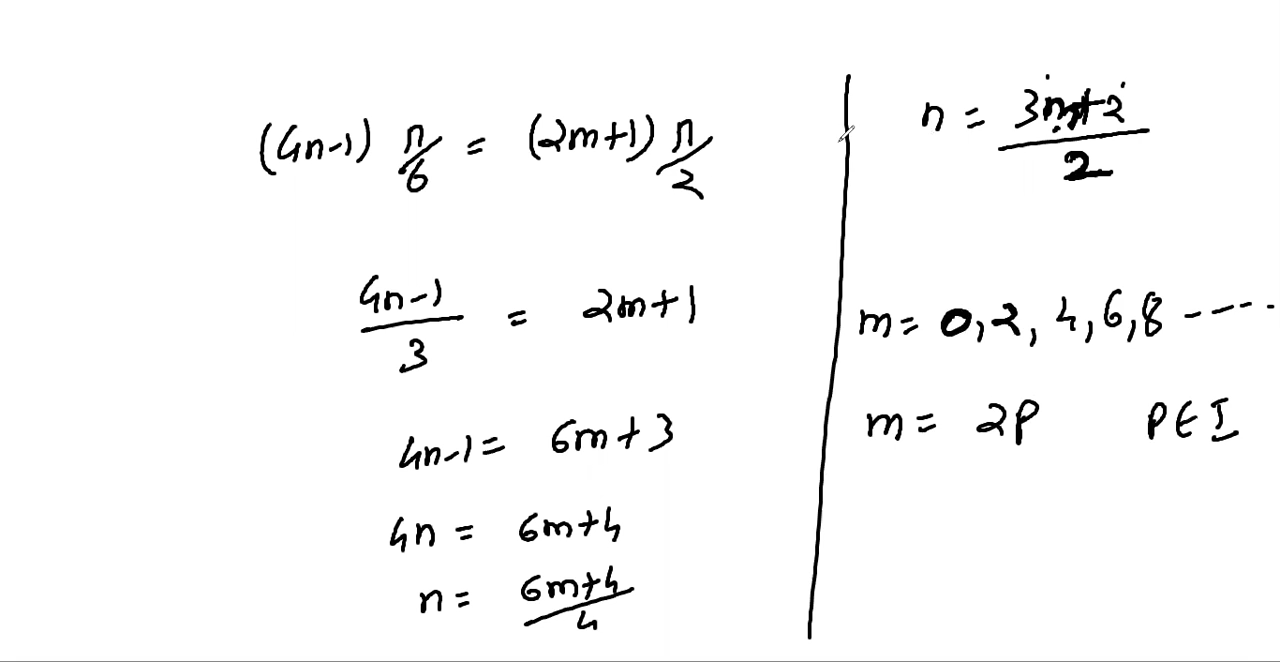 (4n-1) π/6 = (2m+1) π/2
(4n-1)/3 = 2m+1
4n-1 = 6m+3
4n = 6m+4
n = (6m+4)/4
n = (3m+2)/2
m = 0, 2, 4, 6, 8 ----
m = 2P P ∈ I